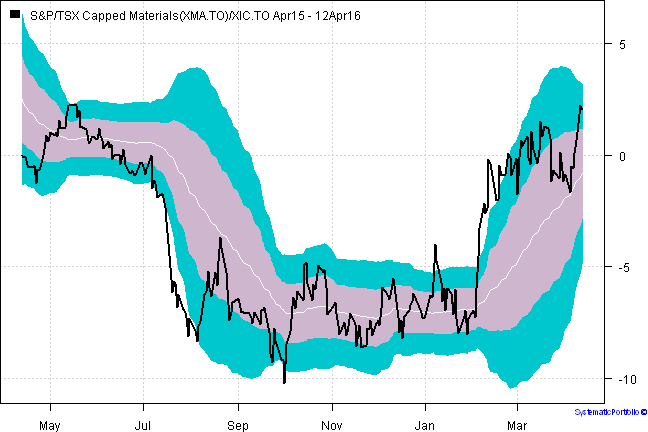 S&P/TSX Capped Materials(XMA.TO)/XIC.TO Apr15 - 12Apr16
5
0
-5
-10
May Jul Sep Nov Jan Mar
SystematicPortfolio ©